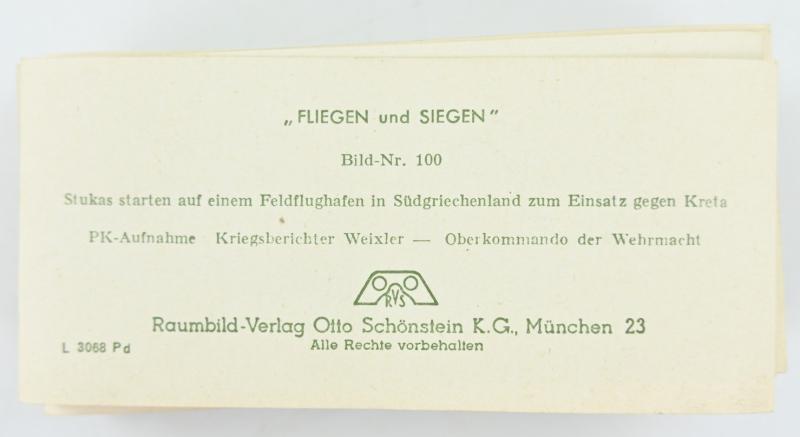 „FLIEGEN und SIEGEN”
Bild-Nr. 100
Stukas starten auf einem Feldflughafen in Südgriechenland zum Einsatz gegen Kreta
PK-Aufnahme Kriegsberichter Weixler — Oberkommando der Wehrmacht
RVS
Raumbild-Verlag Otto Schönstein K.G., München 23
Alle Rechte vorbehalten
L 3068 Pd